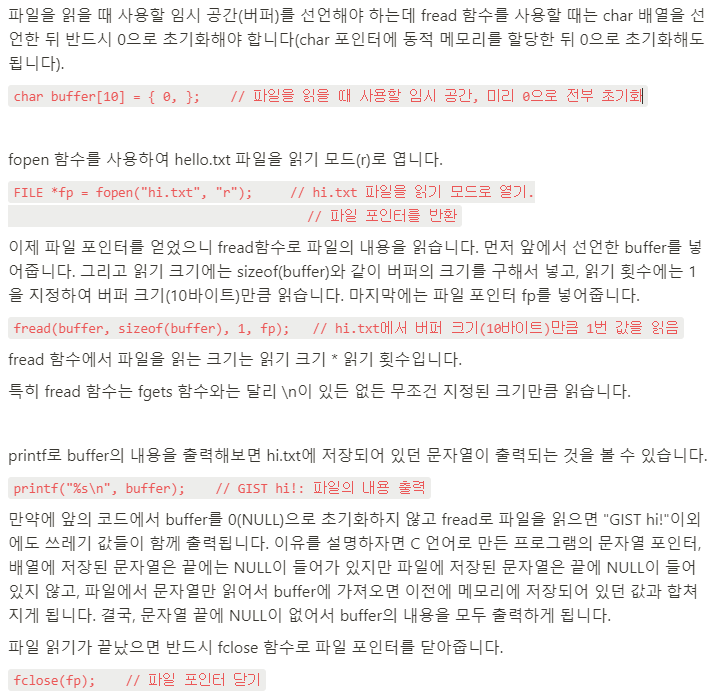 파일을 읽을 때 사용할 임시 공간(버퍼)를 선언해야 하는데 fread 함수를 사용할 때는 char 배열을 선
언한 뒤 반드시 0으로 초기화해야 합니다(char 포인터에 동적 메모리를 할당한 뒤 0으로 초기화해도
됩니다).
char buffer[10] = { 0, };    // 파일을 읽을 때 사용할 임시 공간, 미리 0으로 전부 초기화
fopen 함수를 사용하여 hello.txt 파일을 읽기 모드(r)로 엽니다.
FILE *fp = fopen("hi.txt", "r");     // hi.txt 파일을 읽기 모드로 열기.
// 파일 포인터를 반환
이제 파일 포인터를 얻었으니 fread함수로 파일의 내용을 읽습니다. 먼저 앞에서 선언한 buffer를 넣
어줍니다. 그리고 읽기 크기에는 sizeof(buffer)와 같이 버퍼의 크기를 구해서 넣고, 읽기 횟수에는 1
을 지정하여 버퍼 크기(10바이트)만큼 읽습니다. 마지막에는 파일 포인터 fp를 넣어줍니다.
fread(buffer, sizeof(buffer), 1, fp);   // hi.txt에서 버퍼 크기(10바이트)만큼 1번 값을 읽음
fread 함수에서 파일을 읽는 크기는 읽기 크기 * 읽기 횟수입니다.
특히 fread 함수는 fgets 함수와는 달리 \n이 있든 없든 무조건 지정된 크기만큼 읽습니다.
printf로 buffer의 내용을 출력해보면 hi.txt에 저장되어 있던 문자열이 출력되는 것을 볼 수 있습니다.
printf("%s\n", buffer);    // GIST hi!: 파일의 내용 출력
만약에 앞의 코드에서 buffer를 0(NULL)으로 초기화하지 않고 fread로 파일을 읽으면 "GIST hi!"이외
에도 쓰레기 값들이 함께 출력됩니다. 이유를 설명하자면 C 언어로 만든 프로그램의 문자열 포인터,
배열에 저장된 문자열은 끝에는 NULL이 들어가 있지만 파일에 저장된 문자열은 끝에 NULL이 들어
있지 않고, 파일에서 문자열만 읽어서 buffer에 가져오면 이전에 메모리에 저장되어 있던 값과 합쳐
지게 됩니다. 결국, 문자열 끝에 NULL이 없어서 buffer의 내용을 모두 출력하게 됩니다.
파일 읽기가 끝났으면 반드시 fclose 함수로 파일 포인터를 닫아줍니다.
fclose(fp);    // 파일 포인터 닫기